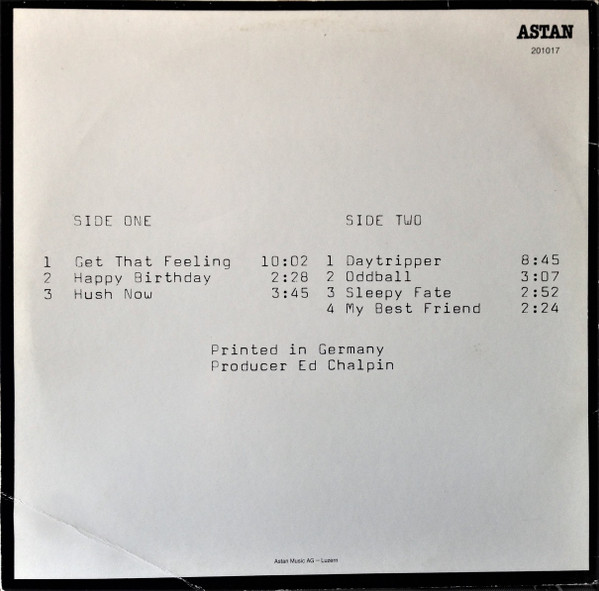 ASTAN
201017
SIDE ONE
1 Get That Feeling 10:02
2 Happy Birthday 2:28
3 Hush Now 3:45
SIDE TWO
1 Daytripper 8:45
2 Oddball 3:07
3 Sleepy Fate 2:52
4 My Best Friend 2:24
Printed in Germany
Producer Ed Chalpin
Astan Music AG — Luzern